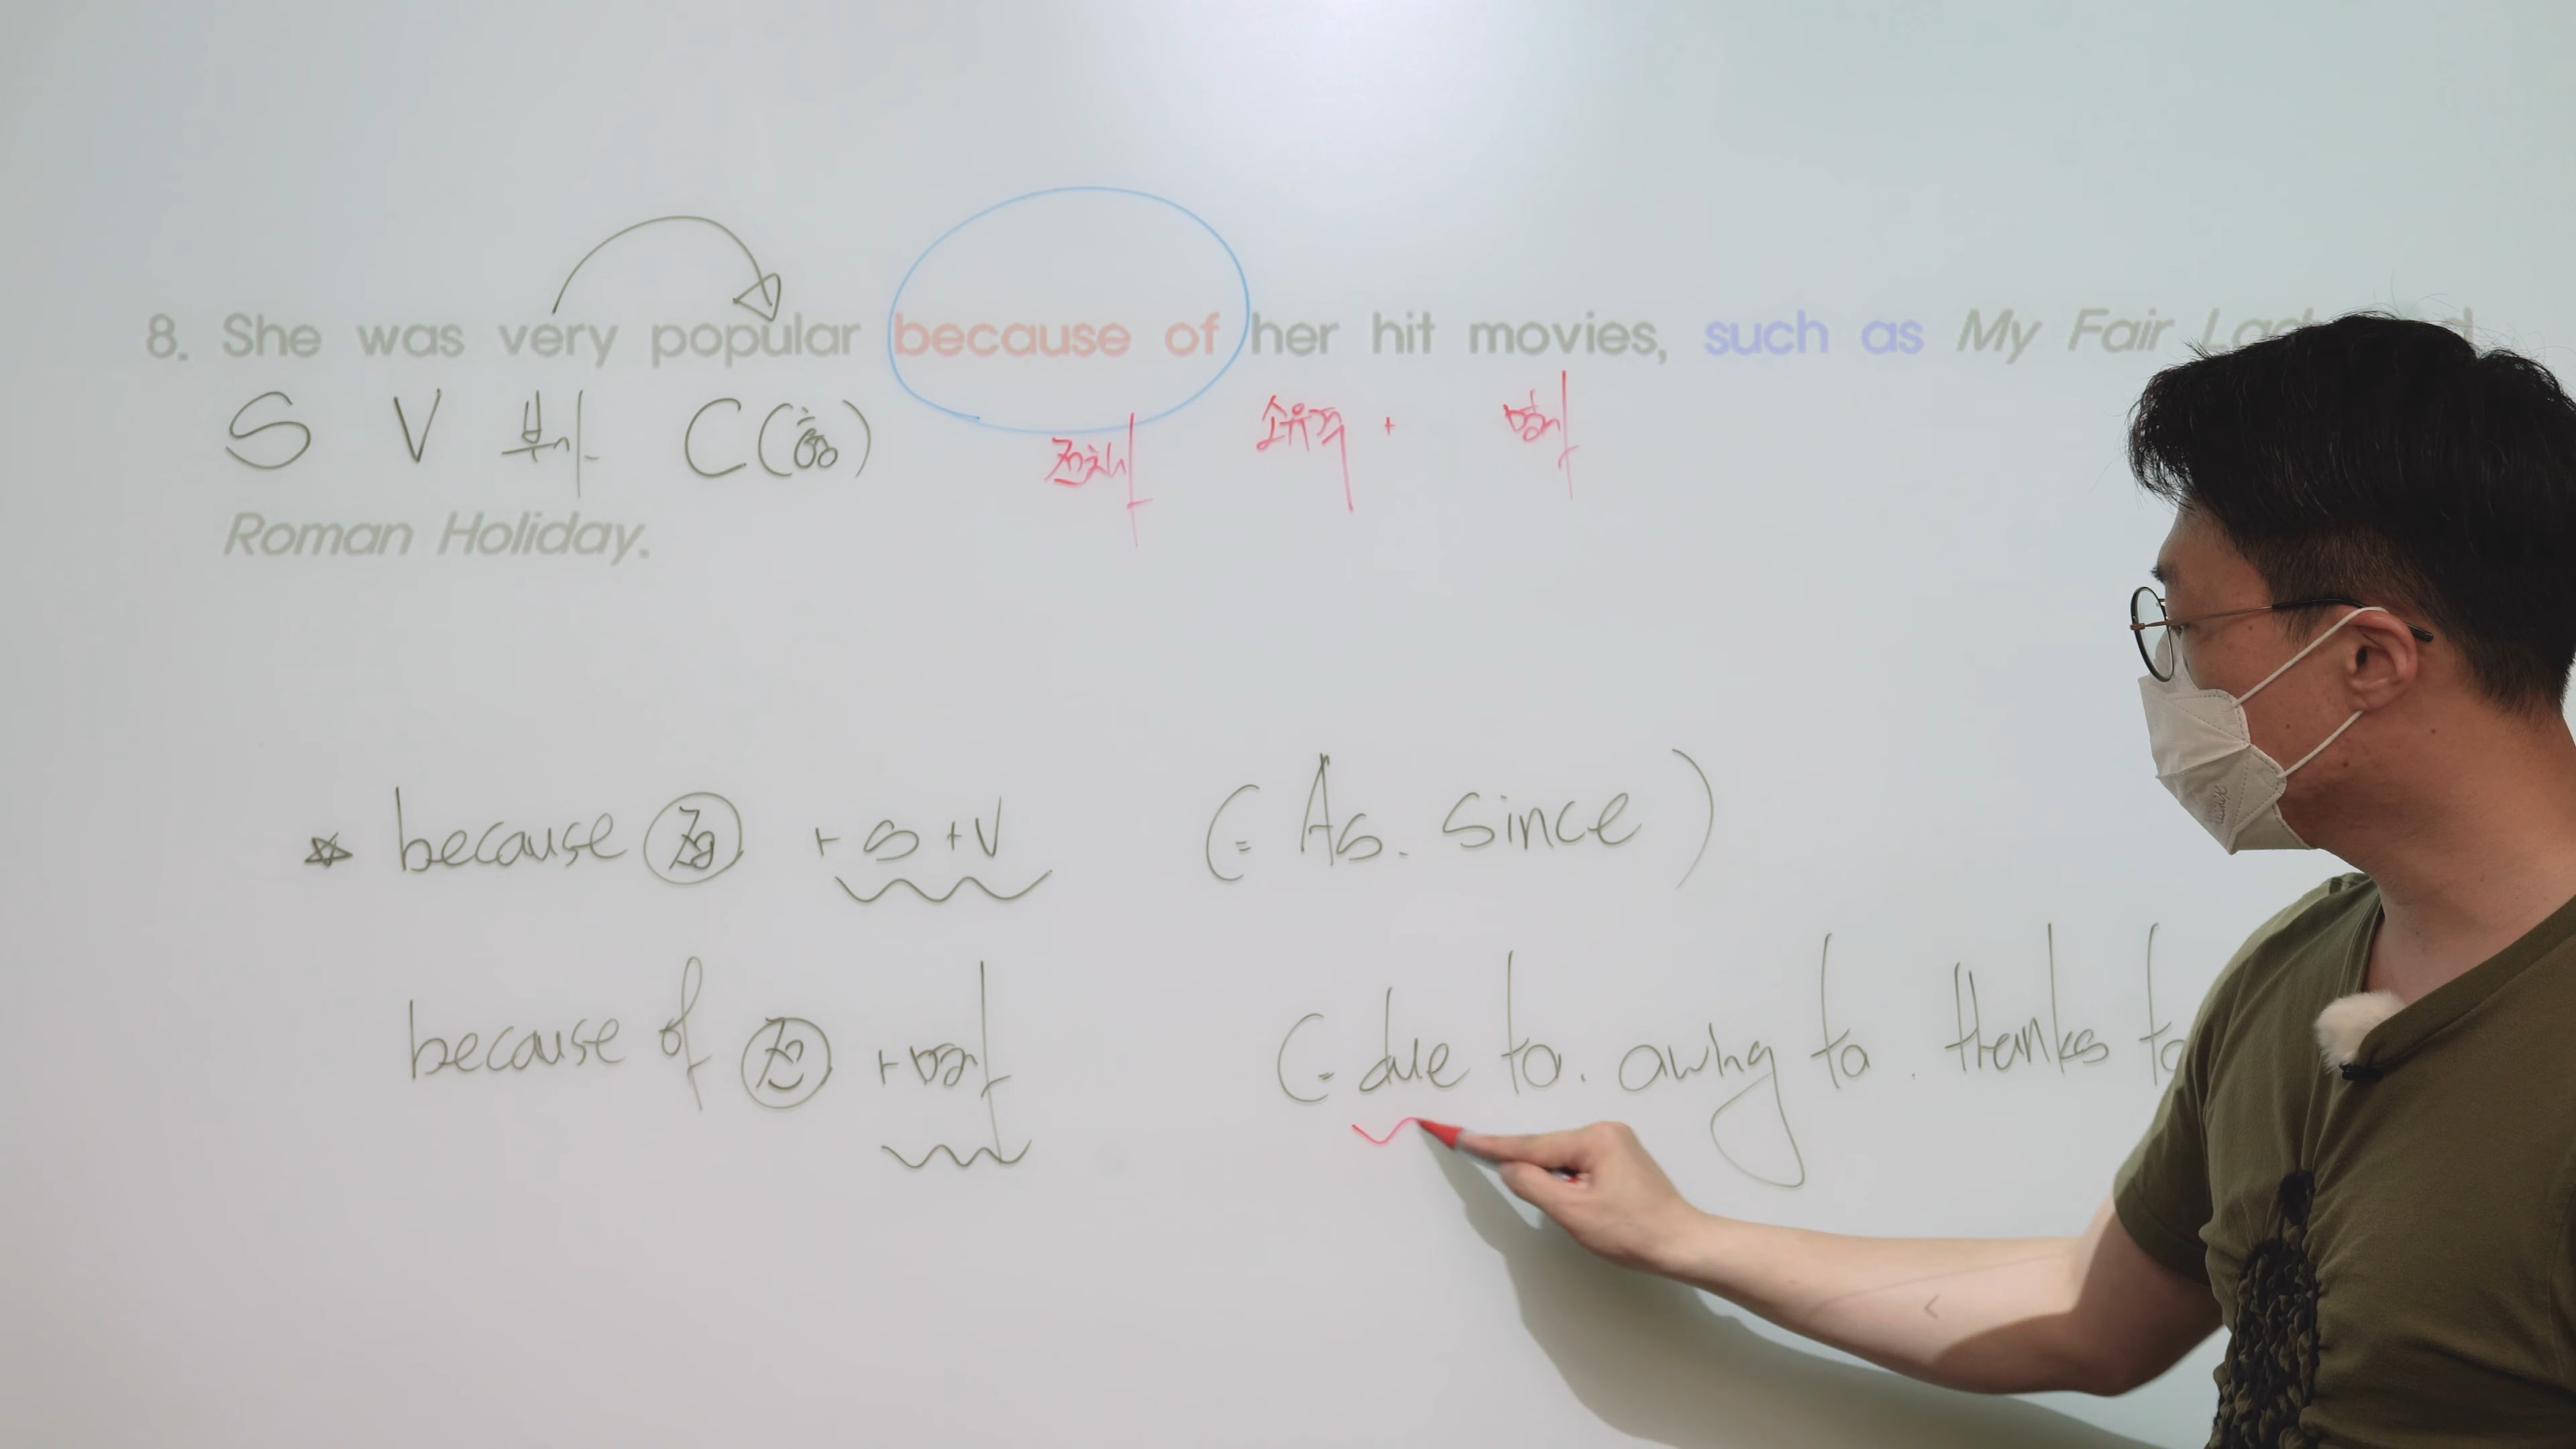 8. She was very popular because of her hit movies, such as My Fair
S V 부사 C(형) 전치사 소유격 + 명사
Roman Holiday.
☆ because 접 + S + V (= As. since)
because of 전 + 명사 (= due to. owing to. thanks to